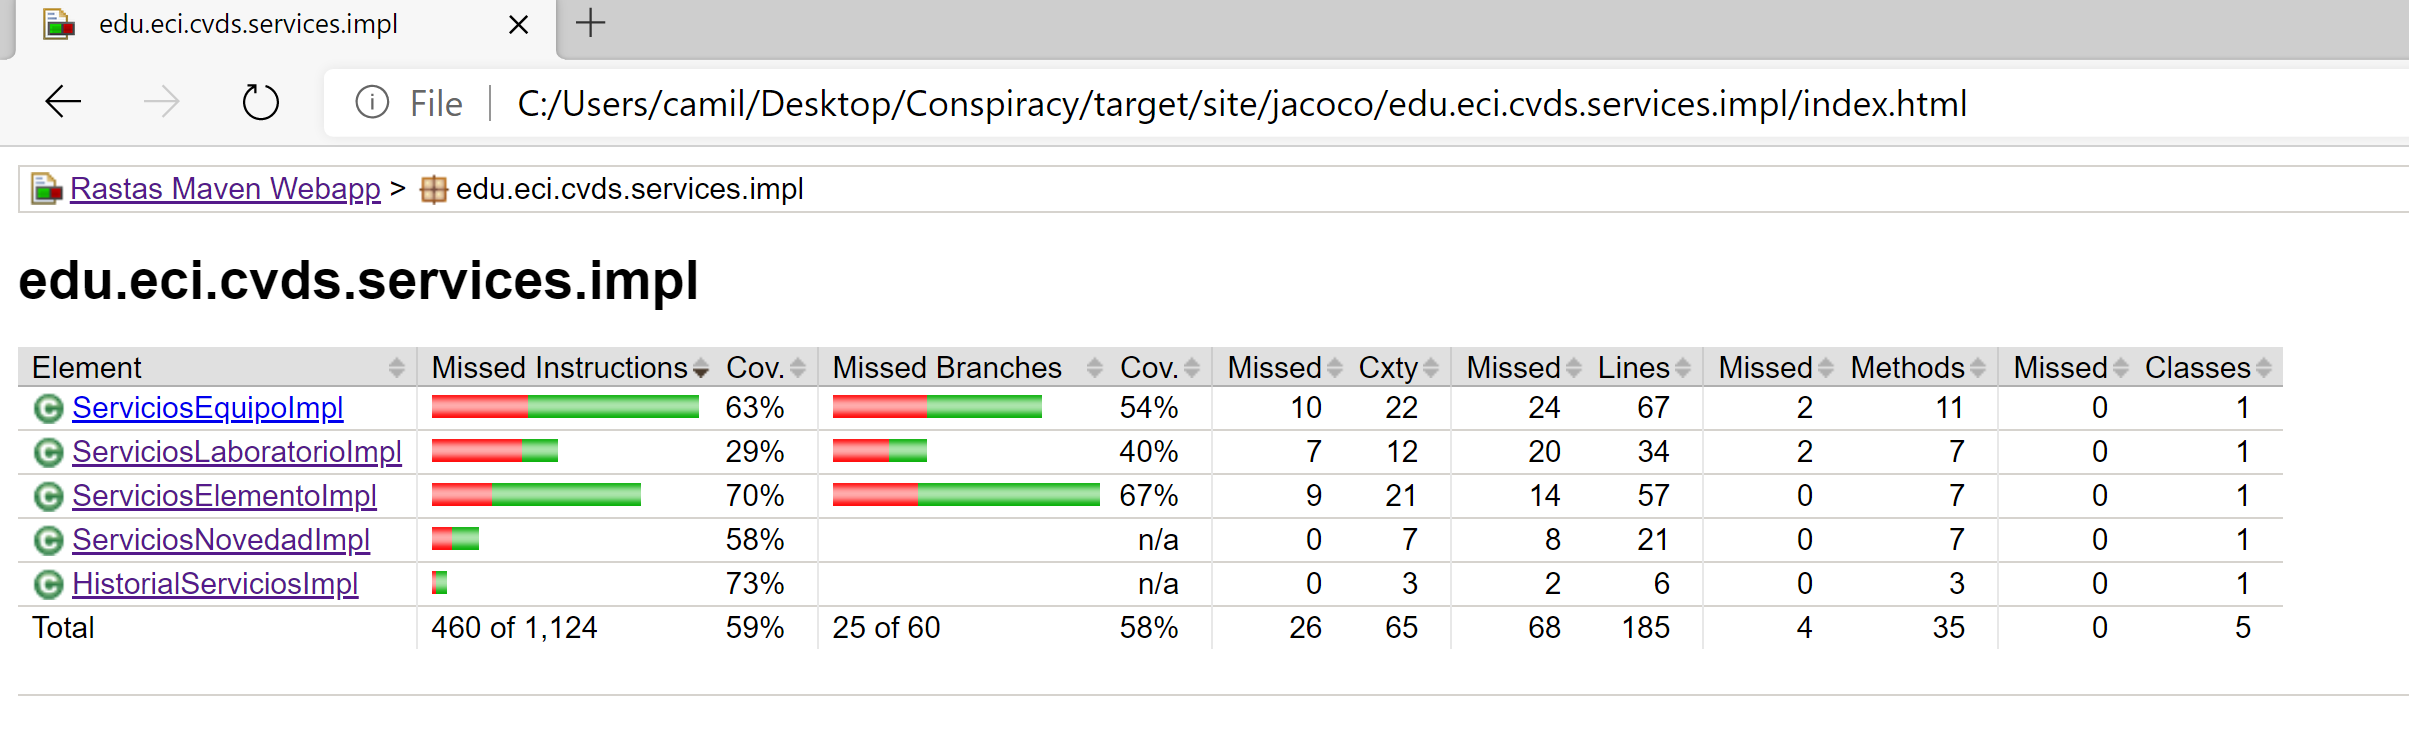 edu.eci.cvds.services.impl
File C:/Users/camil/Desktop/Conspiracy/target/site/jacoco/edu.eci.cvds.services.impl/index.html
Rastas Maven Webapp > edu.eci.cvds.services.impl
edu.eci.cvds.services.impl
Element Missed Instructions Cov. Missed Branches Cov. Missed Cxty Missed Lines Missed Methods Missed Classes
ServiciosEquipoImpl 63% 54% 10 22 24 67 2 11 0 1
ServiciosLaboratorioImpl 29% 40% 7 12 20 34 2 7 0 1
ServiciosElementoImpl 70% 67% 9 21 14 57 0 7 0 1
ServiciosNovedadImpl 58% n/a 0 7 8 21 0 7 0 1
HistorialServiciosImpl 73% n/a 0 3 2 6 0 3 0 1
Total 460 of 1,124 59% 25 of 60 58% 26 65 68 185 4 35 0 5